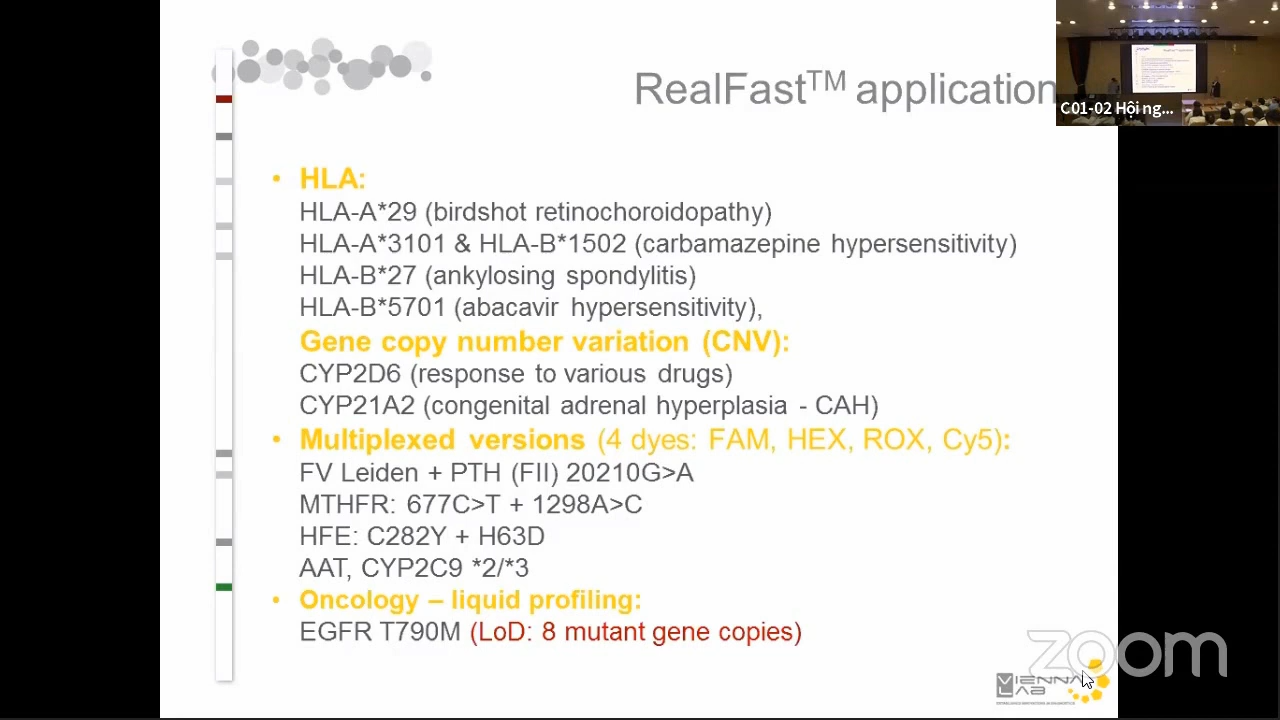 RealFast™ application
C01-02 Hội ng...
• HLA:
HLA-A*29 (birdshot retinochoroidopathy)
HLA-A*3101 & HLA-B*1502 (carbamazepine hypersensitivity)
HLA-B*27 (ankylosing spondylitis)
HLA-B*5701 (abacavir hypersensitivity),
Gene copy number variation (CNV):
CYP2D6 (response to various drugs)
CYP21A2 (congenital adrenal hyperplasia - CAH)
• Multiplexed versions (4 dyes: FAM, HEX, ROX, Cy5):
FV Leiden + PTH (FII) 20210G>A
MTHFR: 677C>T + 1298A>C
HFE: C282Y + H63D
AAT, CYP2C9 *2/*3
• Oncology – liquid profiling:
EGFR T790M (LoD: 8 mutant gene copies)
zoom
VIENNA
LAB